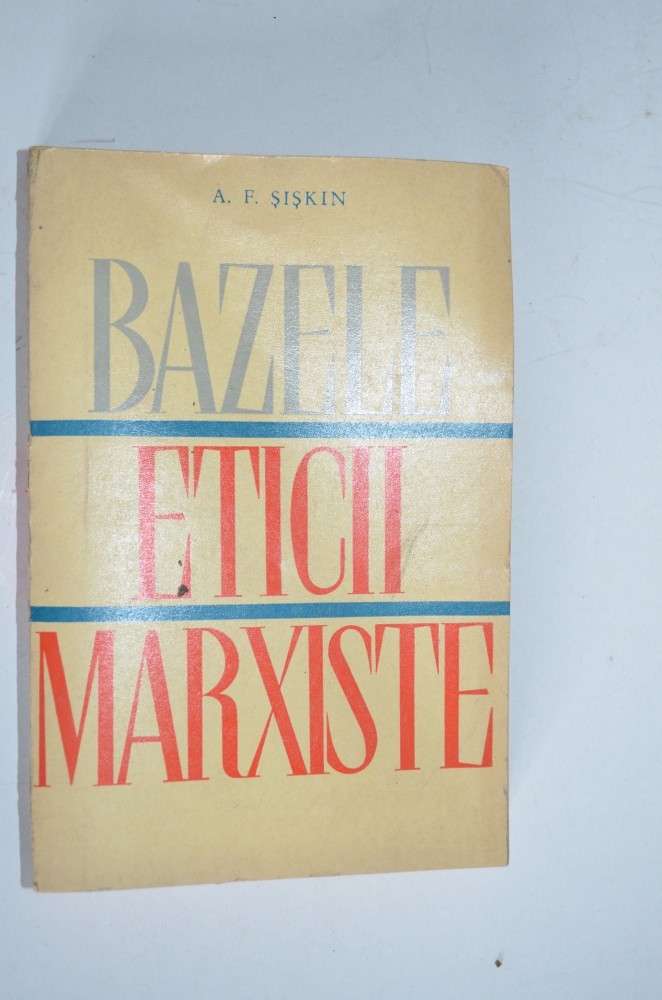 A. F. ŞIŞKIN
BAZELE
ETICII
MARXISTE